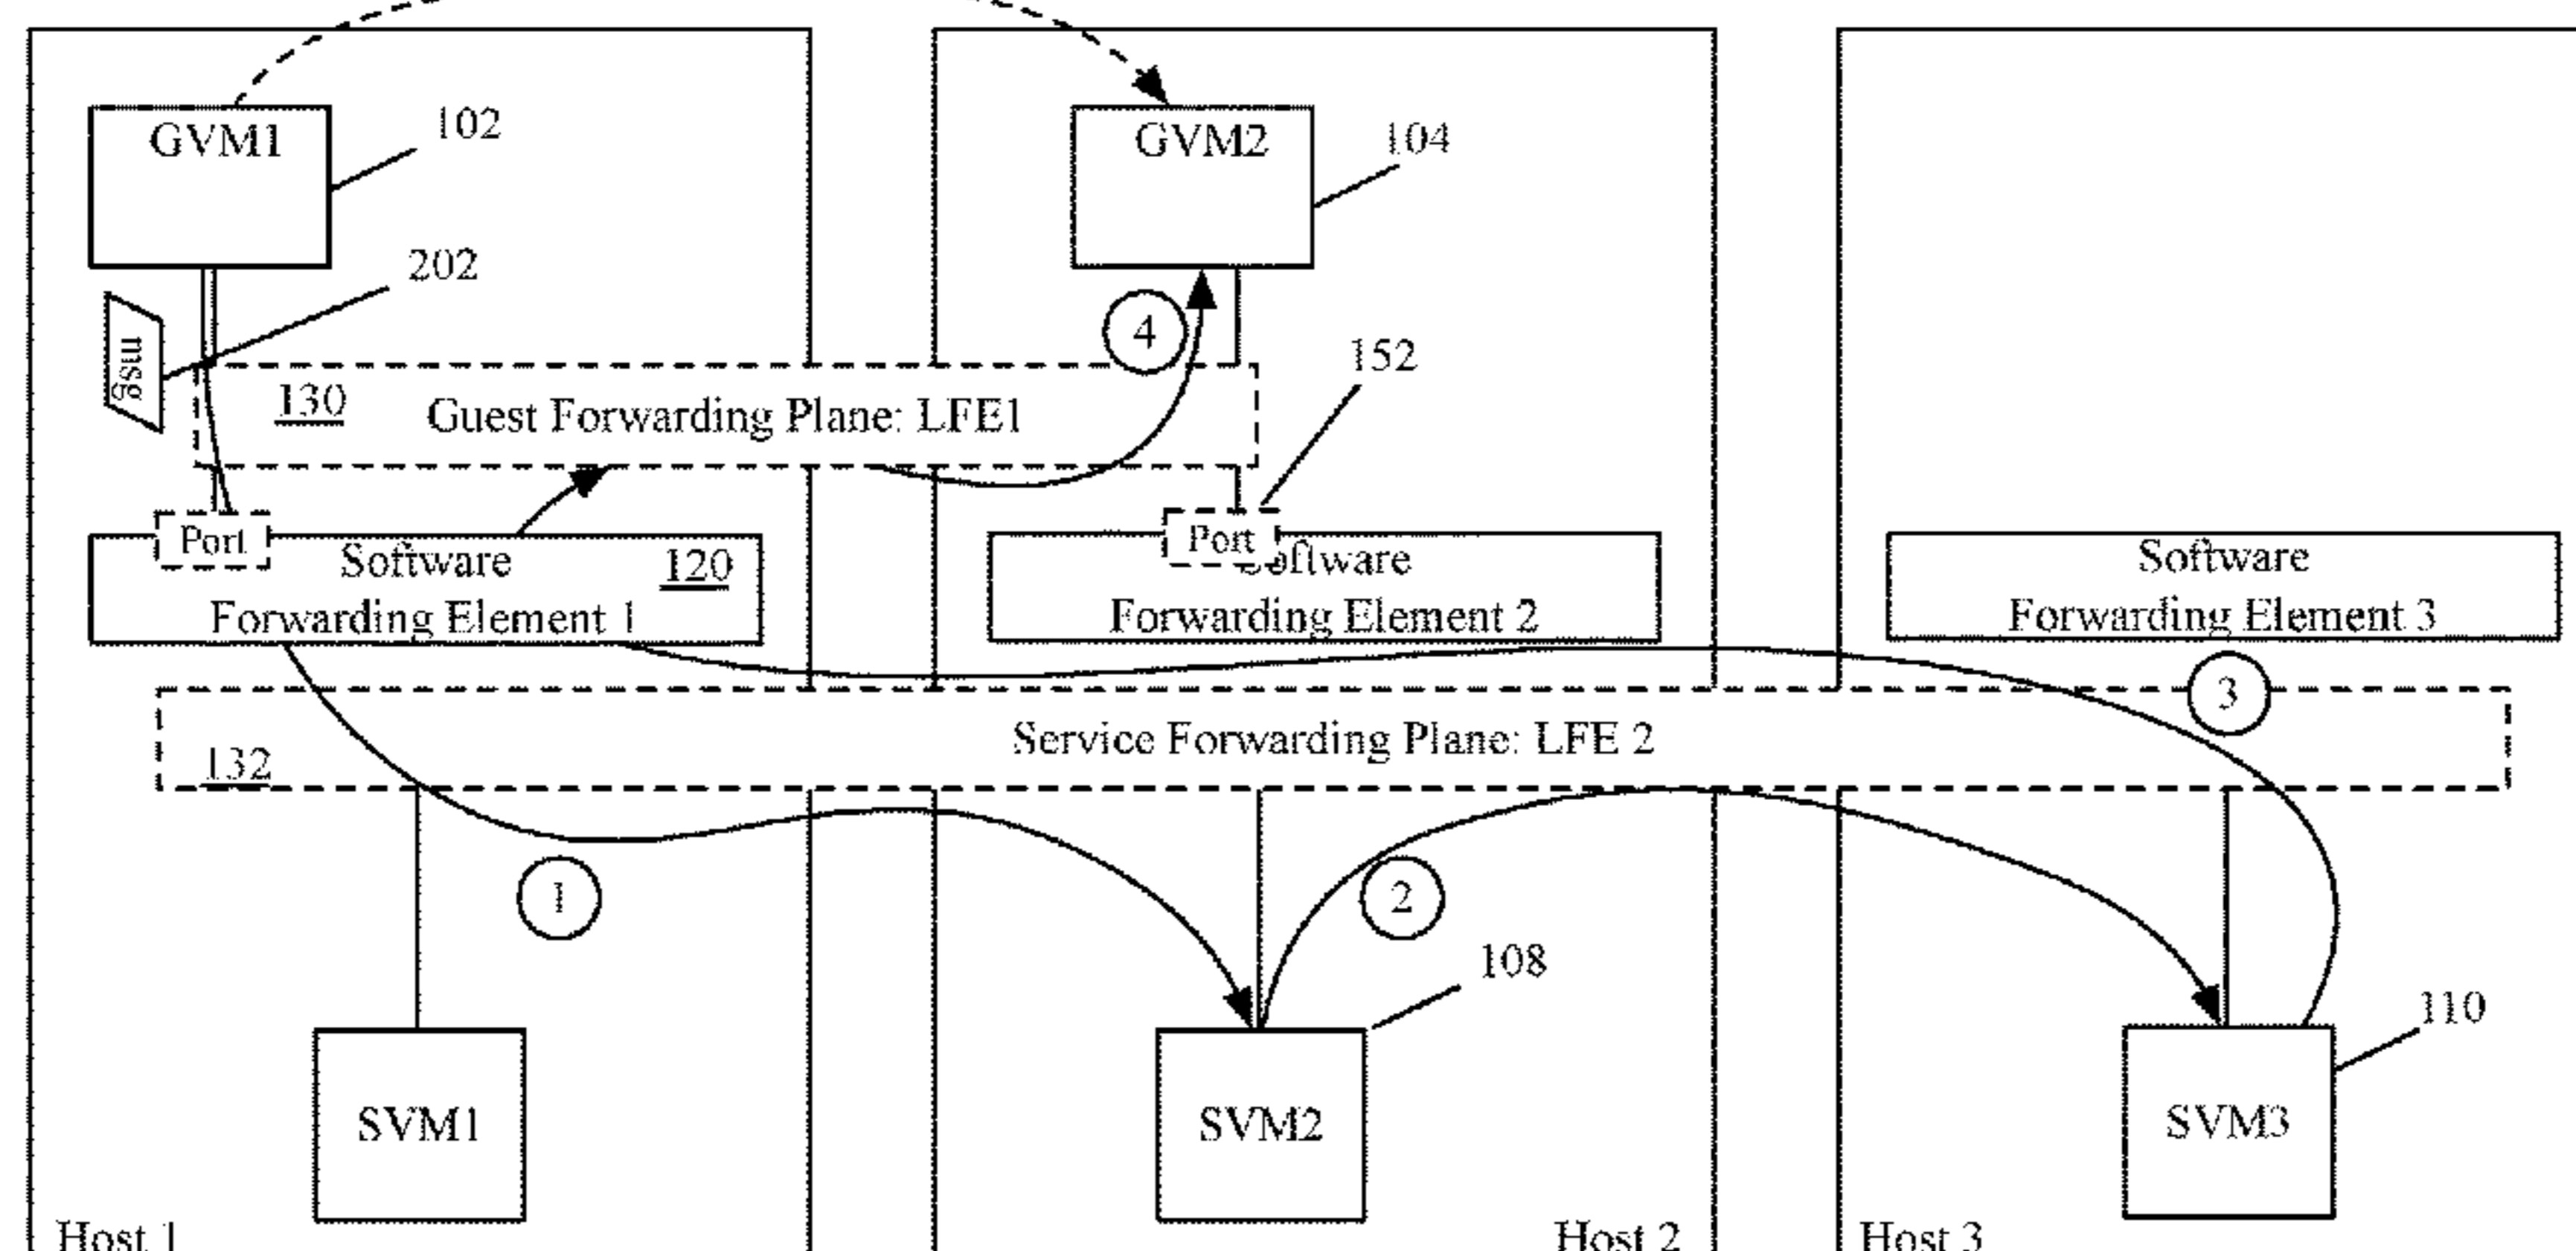 GVM1
102
GVM2
104
202
msg
130
Guest Forwarding Plane: LFE1
4
152
Port
Software
Forwarding Element 1
120
Port
Software
Forwarding Element 2
Software
Forwarding Element 3
3
132
Service Forwarding Plane: LFE 2
1
2
108
110
SVM1
SVM2
SVM3
Host 1
Host 2
Host 3